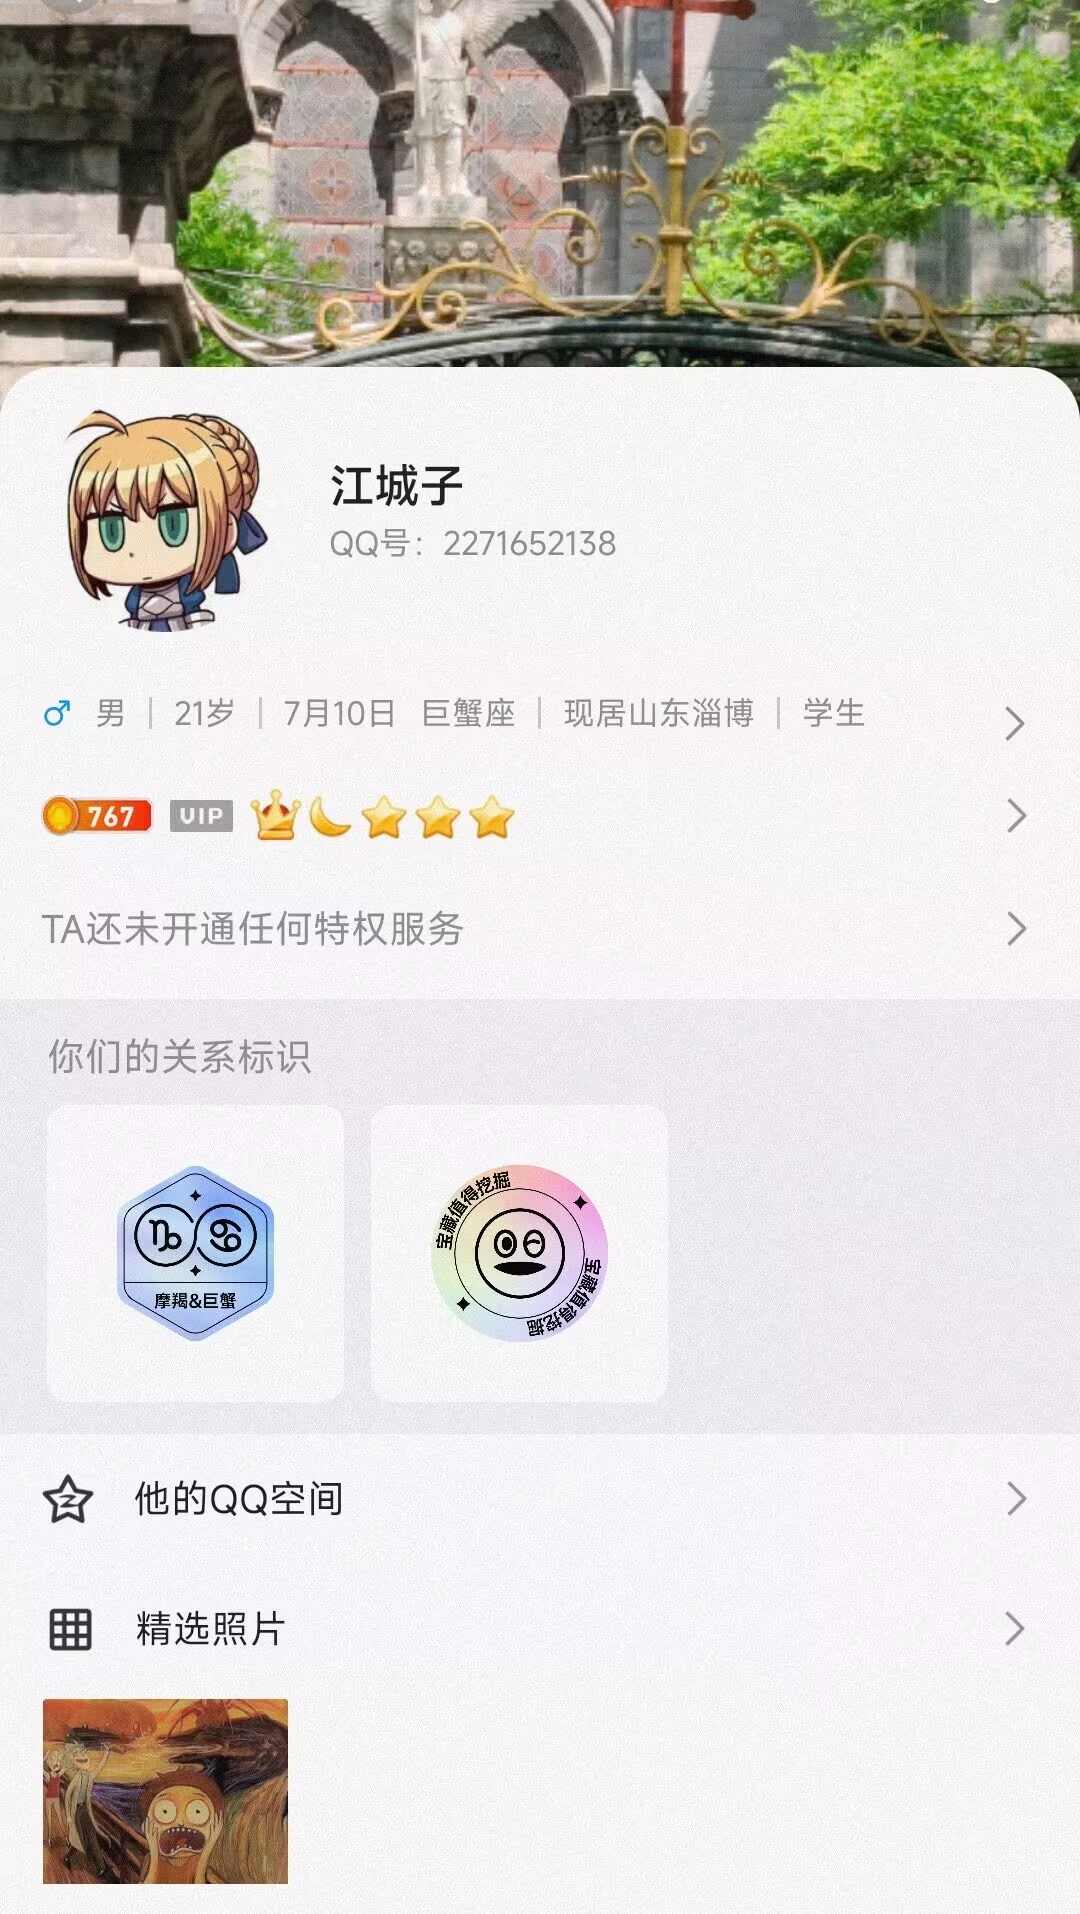 江城子
QQ号：2271652138
男 | 21岁 | 7月10日 巨蟹座 | 现居山东淄博 | 学生
767 VIP
TA还未开通任何特权服务
你们的关系标识
摩羯&巨蟹
宝藏值得挖掘
宝藏值得挖掘
他的QQ空间
精选照片